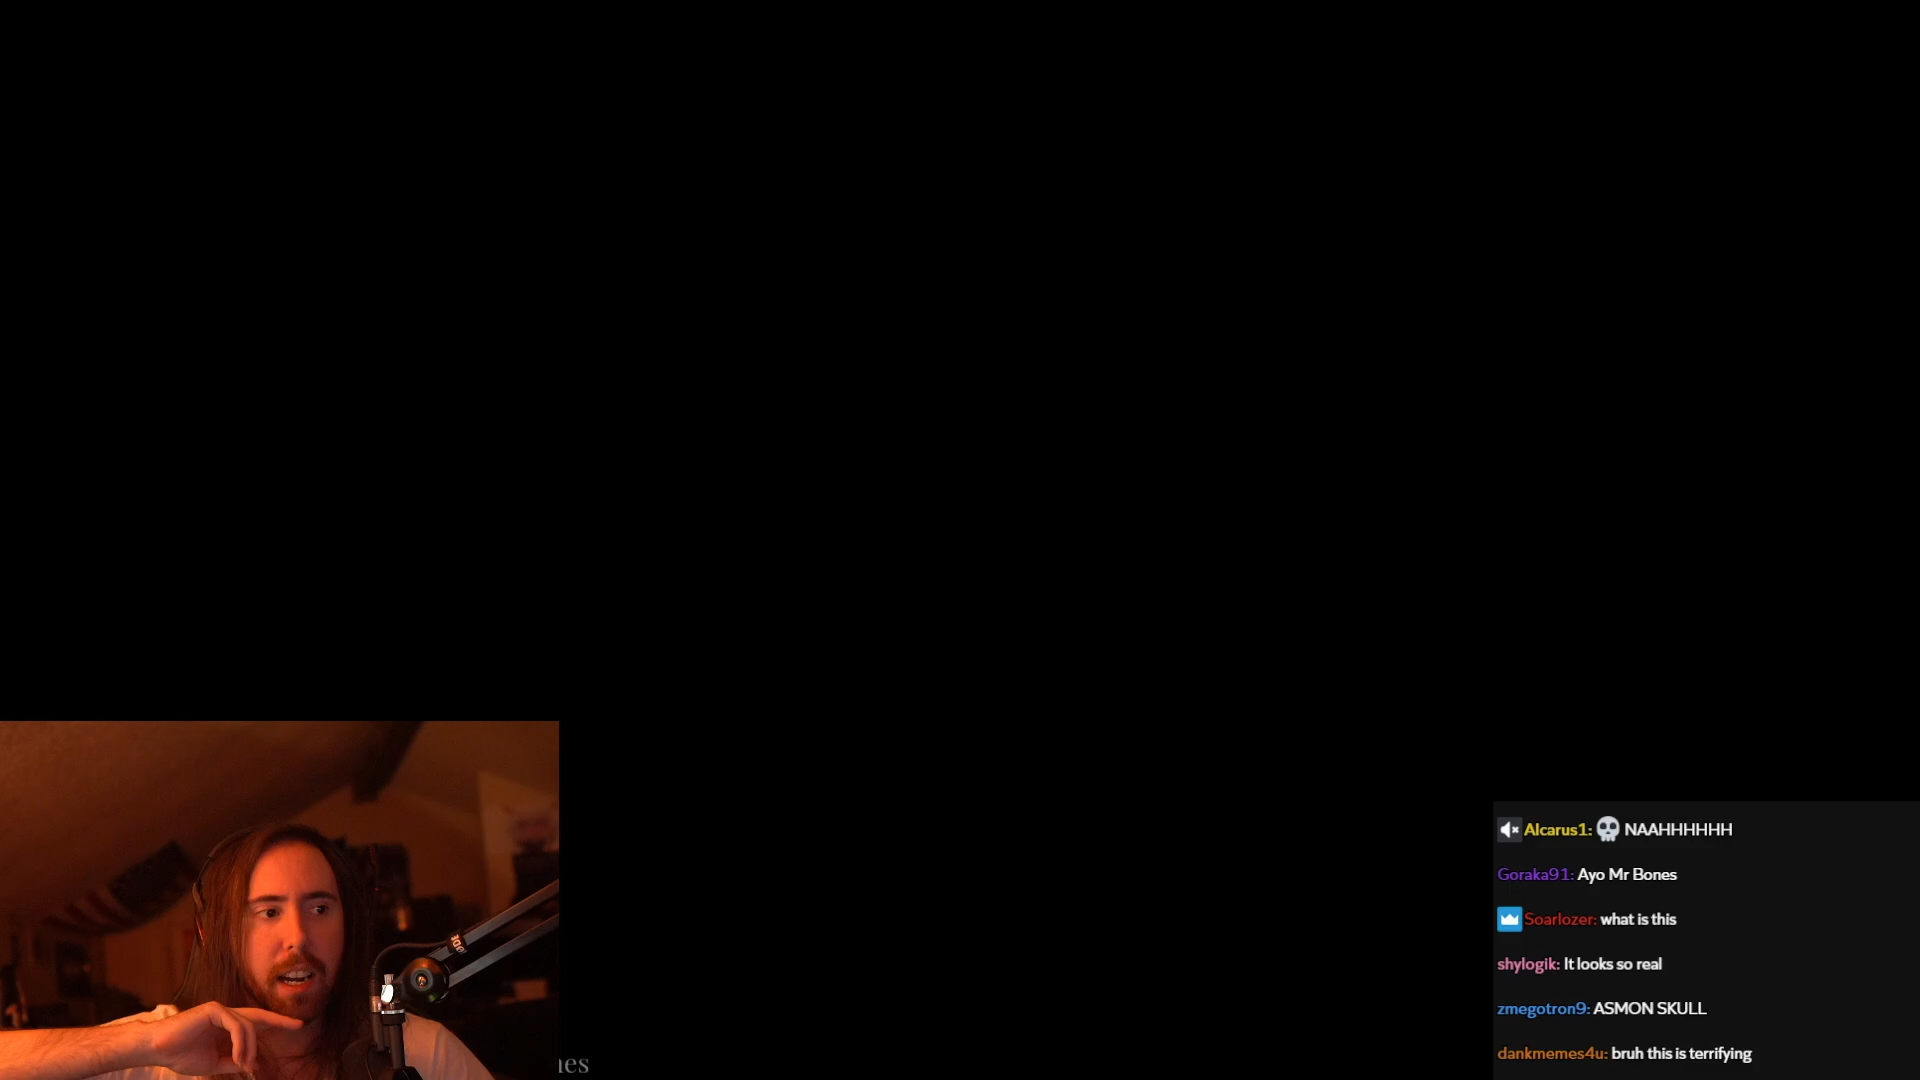 Alcarus1: NAAHHHHHH
Goraka91: Ayo Mr Bones
Soarlozer: what is this
shylogik: It looks so real
zmegotron9: ASMON SKULL
dankmemes4u: bruh this is terrifying